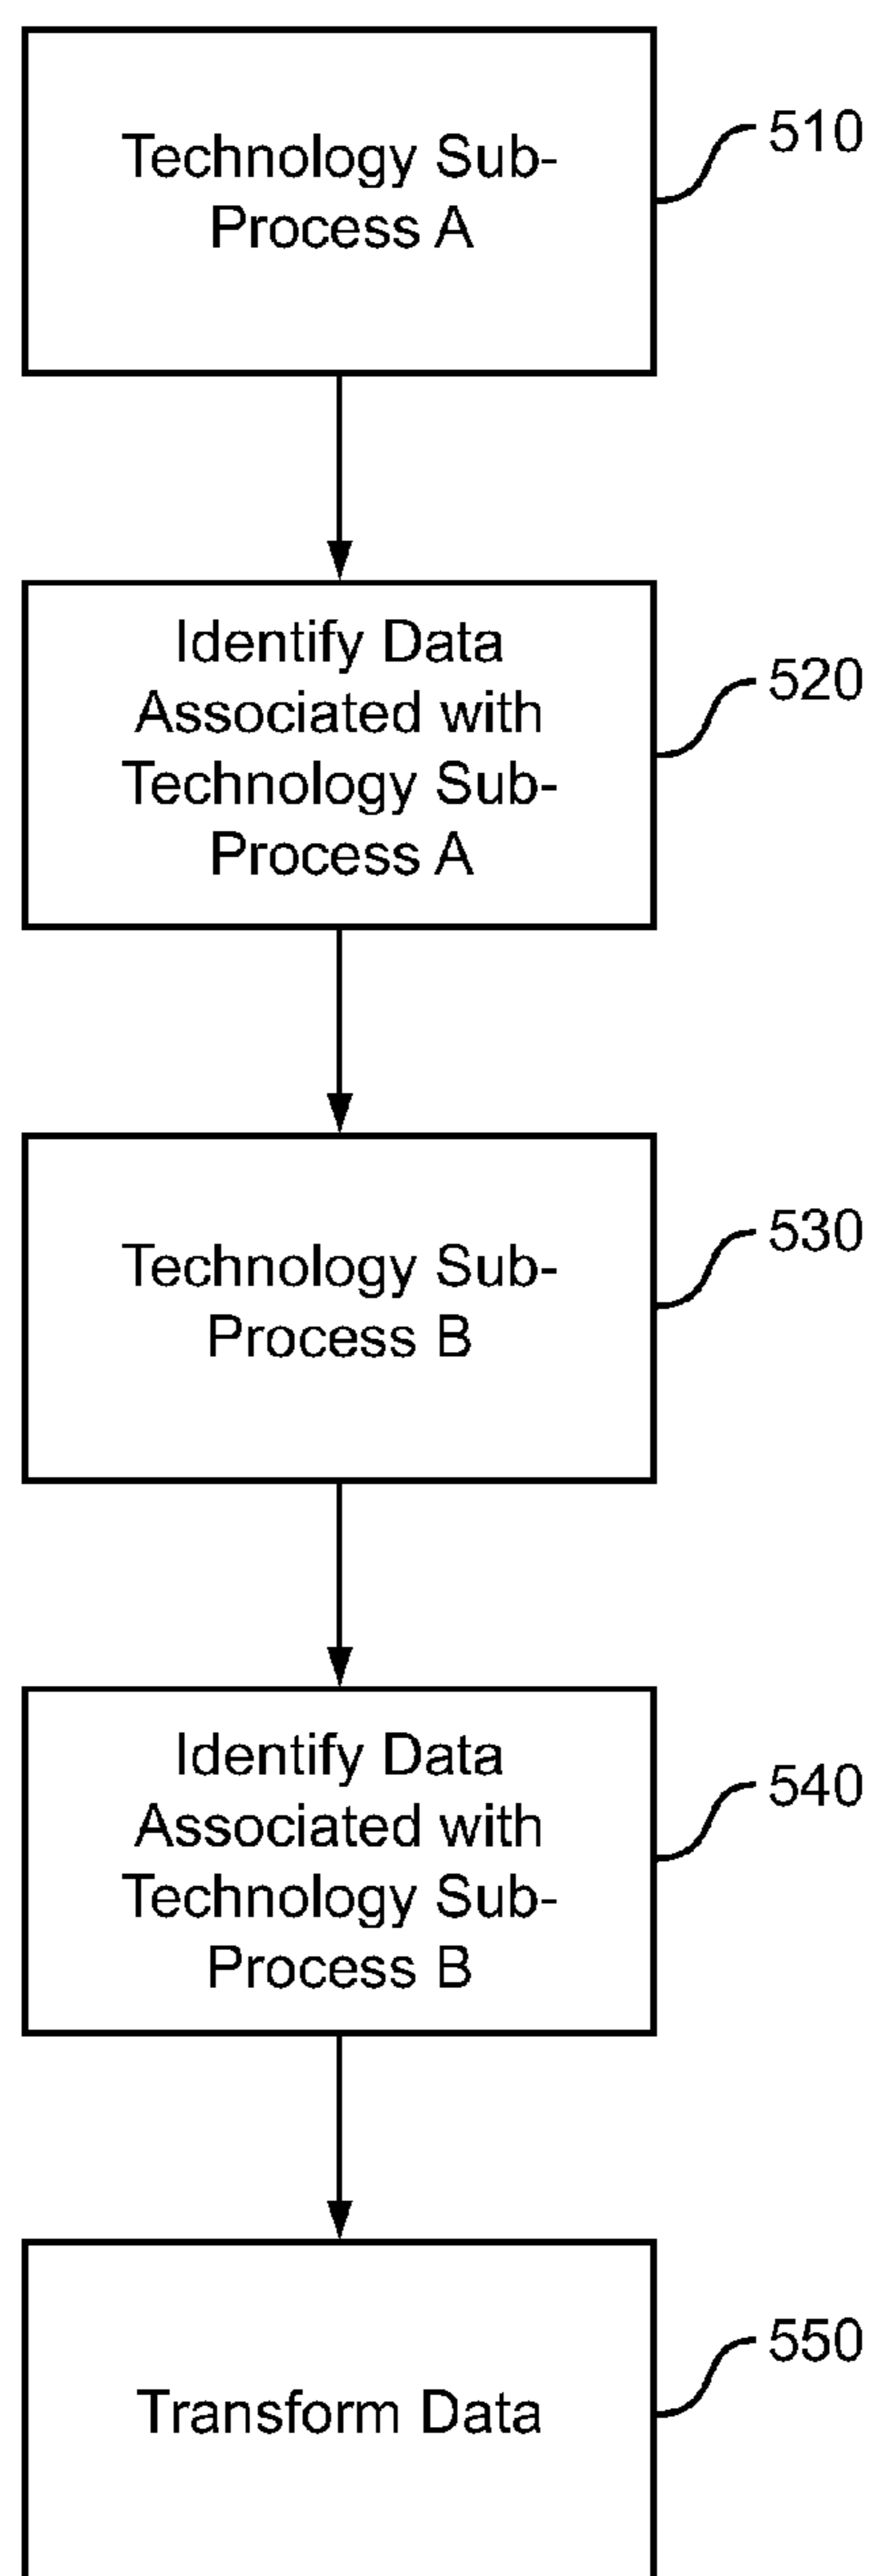 Technology Sub-
Process A
510
Identify Data
Associated with
Technology Sub-
Process A
520
Technology Sub-
Process B
530
Identify Data
Associated with
Technology Sub-
Process B
540
Transform Data
550